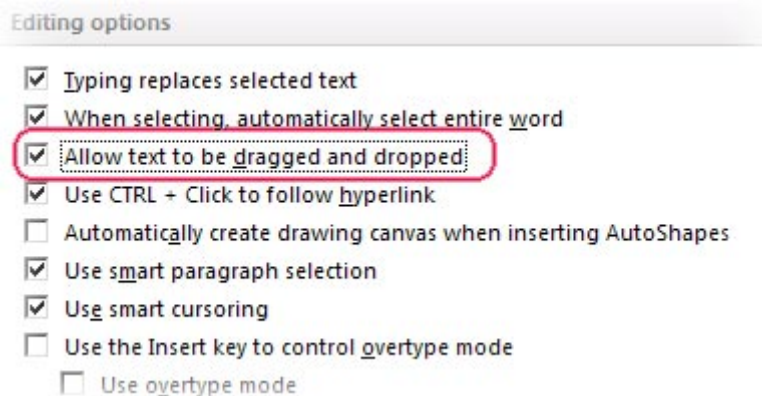 Editing options
Typing replaces selected text
When selecting, automatically select entire word
Allow text to be dragged and dropped
Use CTRL + Click to follow hyperlink
Automatically create drawing canvas when inserting AutoShapes
Use smart paragraph selection
Use smart cursoring
Use the Insert key to control overtype mode
Use overtype mode